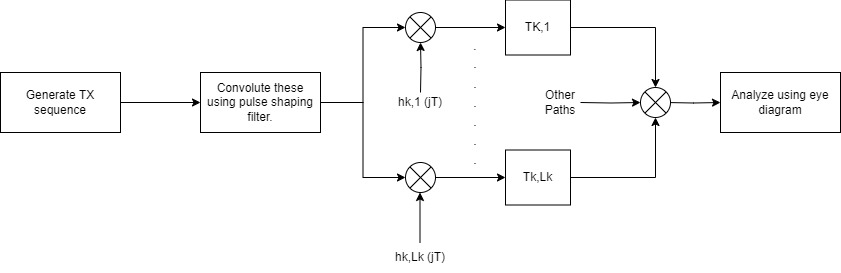 Generate TX
sequence
Convolute these
using pulse shaping
filter.
hk,1 (jT)
TK,1
Other
Paths
hk,Lk (jT)
Tk,Lk
Analyze using eye
diagram